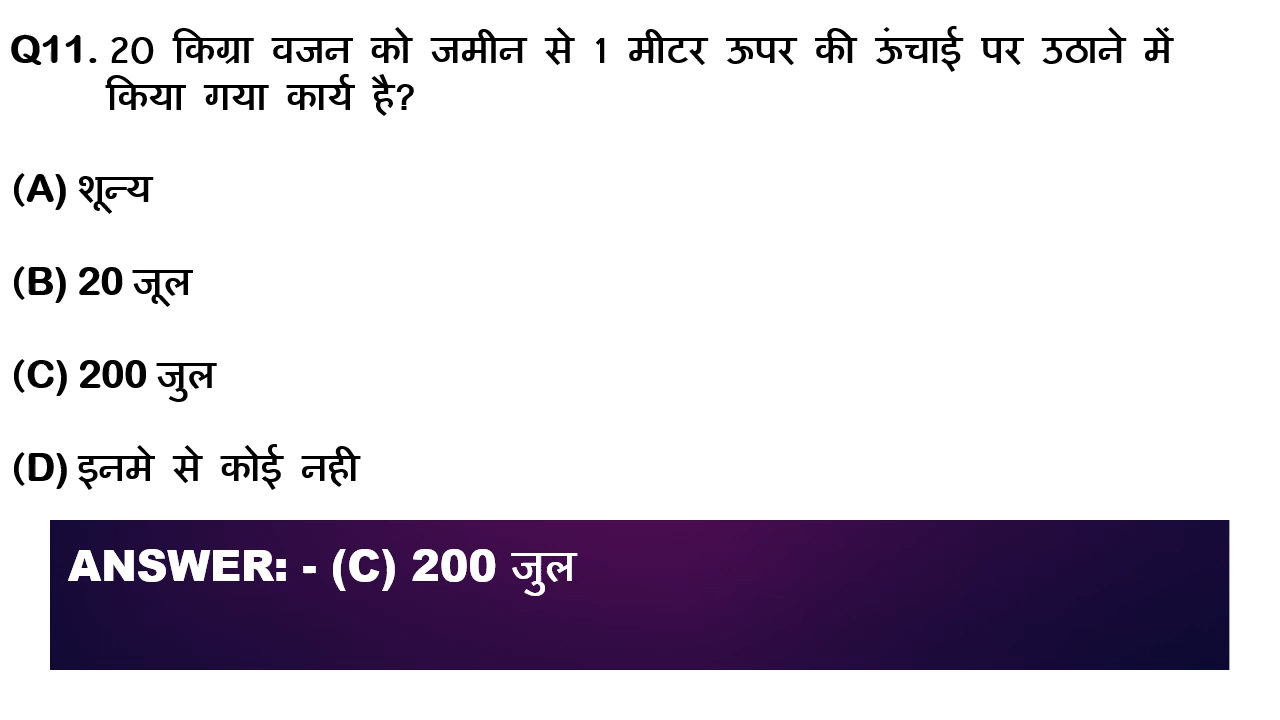 Q11. 20 किग्रा वजन को जमीन से 1 मीटर ऊपर की ऊंचाई पर उठाने में
किया गया कार्य है?
(A) शून्य
(B) 20 जूल
(C) 200 जुल
(D) इनमे से कोई नही
ANSWER: - (C) 200 जुल